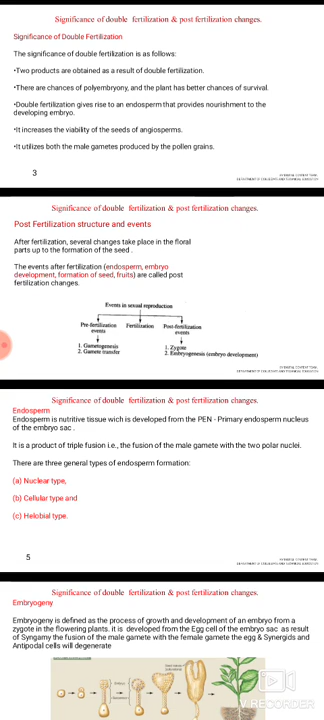 Significance of double fertilization & post fertilization changes.
Significance of Double Fertilization
The significance of double fertilization is as follows:
•Two products are obtained as a result of double fertilization.
•There are chances of polyembryony, and the plant has better chances of survival.
•Double fertilization gives rise to an endosperm that provides nourishment to the
developing embryo.
•It increases the viability of the seeds of angiosperms.
•It utilizes both the male gametes produced by the pollen grains.
3
Significance of double fertilization & post fertilization changes.
Post Fertilization structure and events
After fertilization, several changes take place in the floral
parts up to the formation of the seed .
The events after fertilization (endosperm, embryo
development, formation of seed, fruits) are called post
fertilization changes.
Events in sexual reproduction
Pre-fertilization events
Fertilization
Post-fertilization events
1. Gametogenesis
2. Gamete transfer
1. Zygote
2. Embryogenesis (embryo development)
Significance of double fertilization & post fertilization changes.
Endosperm
Endosperm is nutritive tissue wich is developed from the PEN - Primary endosperm nucleus
of the embryo sac .
It is a product of triple fusion i.e., the fusion of the male gamete with the two polar nuclei.
There are three general types of endosperm formation:
(a) Nuclear type,
(b) Cellular type and
(c) Helobial type.
5
Significance of double fertilization & post fertilization changes.
Embryogeny
Embryogeny is defined as the process of growth and development of an embryo from a
zygote in the flowering plants. it is developed from the Egg cell of the embryo sac as result
of Syngamy the fusion of the male gamete with the female gamete the egg & Synergids and
Antipodal cells will degenerate
V.RECORDER